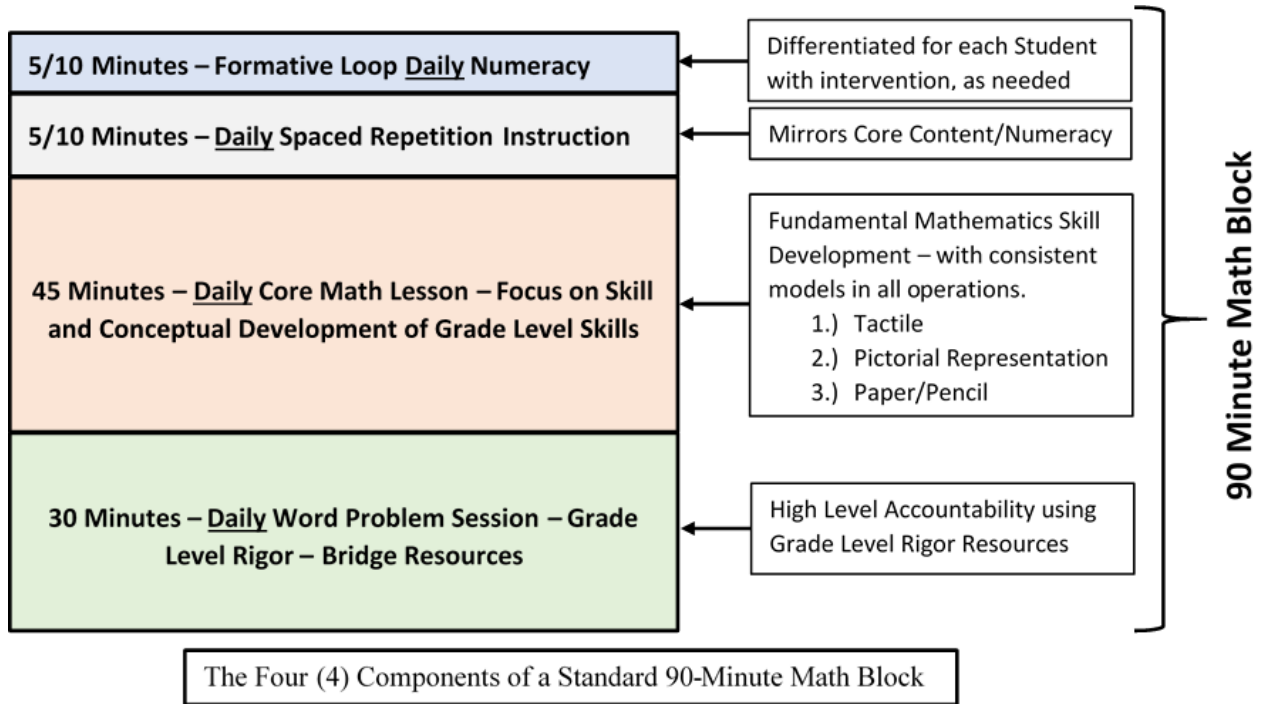 5/10 Minutes – Formative Loop Daily Numeracy
Differentiated for each Student
with intervention, as needed
5/10 Minutes – Daily Spaced Repetition Instruction
Mirrors Core Content/Numeracy
45 Minutes – Daily Core Math Lesson – Focus on Skill
and Conceptual Development of Grade Level Skills
Fundamental Mathematics Skill
Development – with consistent
models in all operations.
1.) Tactile
2.) Pictorial Representation
3.) Paper/Pencil
30 Minutes – Daily Word Problem Session – Grade
Level Rigor – Bridge Resources
High Level Accountability using
Grade Level Rigor Resources
90 Minute Math Block
The Four (4) Components of a Standard 90-Minute Math Block